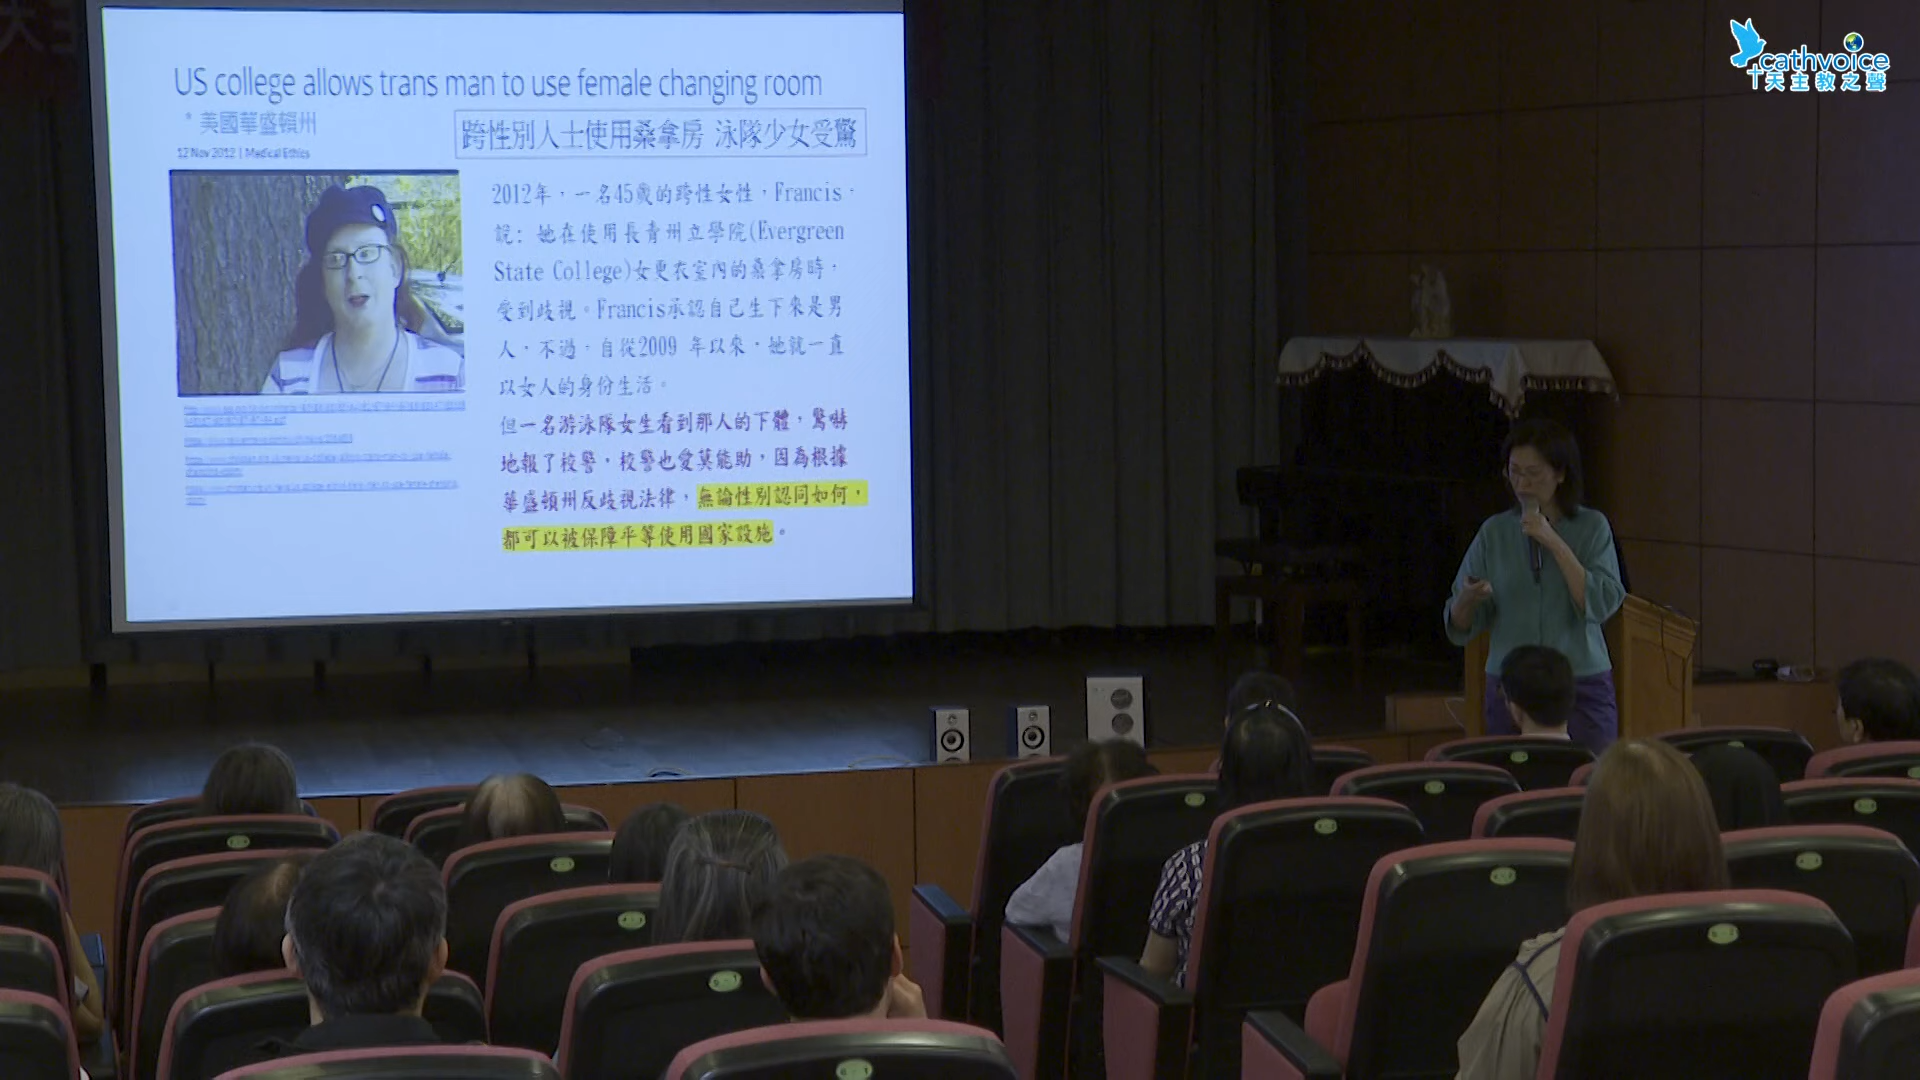 US college allows trans man to use female changing room
* 美國華盛頓州
12 Nov 2012 | Medical Ethics
跨性別人士使用桑拿房 泳隊少女受驚
2012年，一名45歲的跨性女性，Francis，
說: 她在使用長青州立學院(Evergreen
State College)女更衣室內的桑拿房時，
受到歧視。Francis承認自己生下來是男
人，不過，自從2009 年以來，她就一直
以女人的身份生活。
但一名游泳隊女生看到那人的下體，驚嚇
地報了校警，校警也愛莫能助，因為根據
華盛頓州反歧視法律，無論性別認同如何，
都可以被保障平等使用國家設施。
cathvoice
天主教之聲